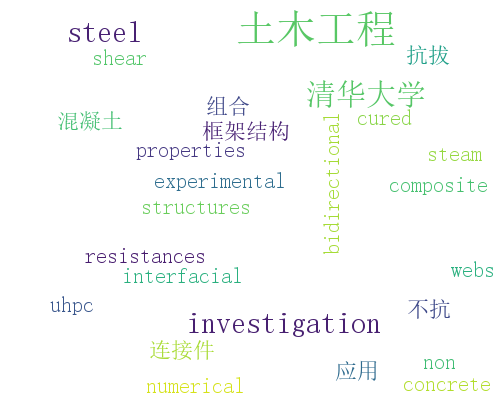 土木工程
steel
抗拔
shear
清华大学
组合
混凝土
cured
框架结构
properties
bidirectional
steam
experimental
composite
structures
resistances
interfacial
webs
uhpc
不抗
investigation
连接件
应用
non
numerical
concrete